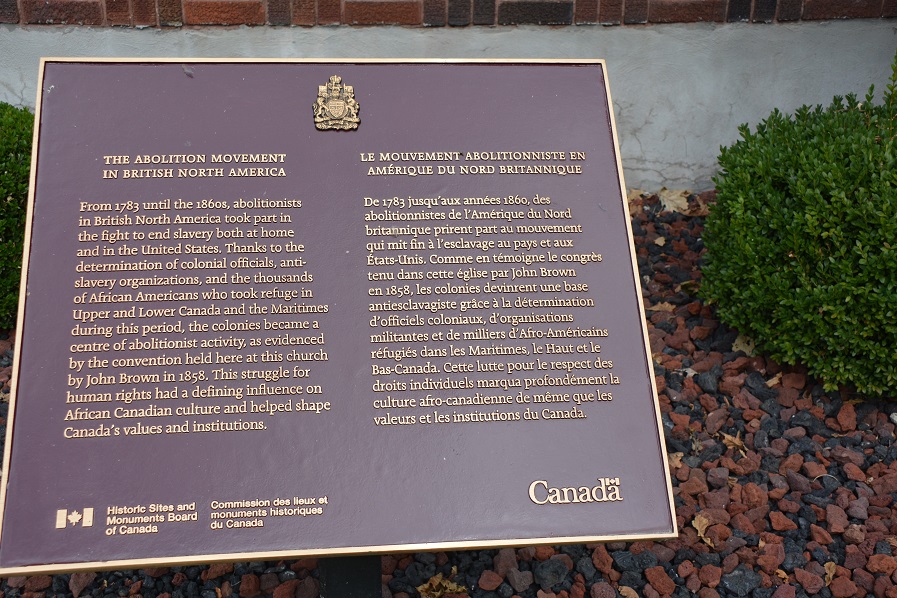 THE ABOLITION MOVEMENT
IN BRITISH NORTH AMERICA
From 1783 until the 1860s, abolitionists
in British North America took part in
the fight to end slavery both at home
and in the United States. Thanks to the
determination of colonial officials, anti-
slavery organizations, and the thousands
of African Americans who took refuge in
Upper and Lower Canada and the Maritimes
during this period, the colonies became a
centre of abolitionist activity, as evidenced
by the convention held here at this church
by John Brown in 1858. This struggle for
human rights had a defining influence on
African Canadian culture and helped shape
Canada's values and institutions.
LE MOUVEMENT ABOLITIONNISTE EN
AMÉRIQUE DU NORD BRITANNIQUE
De 1783 jusqu'aux années 1860, des
abolitionnistes de l'Amérique du Nord
britannique prirent part au mouvement
qui mit fin à l'esclavage au pays et aux
États-Unis. Comme en témoigne le congrès
tenu dans cette église par John Brown
en 1858, les colonies devinrent une base
antiesclavagiste grâce à la détermination
d'officiels coloniaux, d'organisations
militantes et de milliers d'Afro-Américains
réfugiés dans les Maritimes, le Haut et le
Bas-Canada. Cette lutte pour le respect des
droits individuels marqua profondément la
culture afro-canadienne de même que les
valeurs et les institutions du Canada.
Historic Sites and
Monuments Board
of Canada
Commission des lieux et
monuments historiques
du Canada
Canada